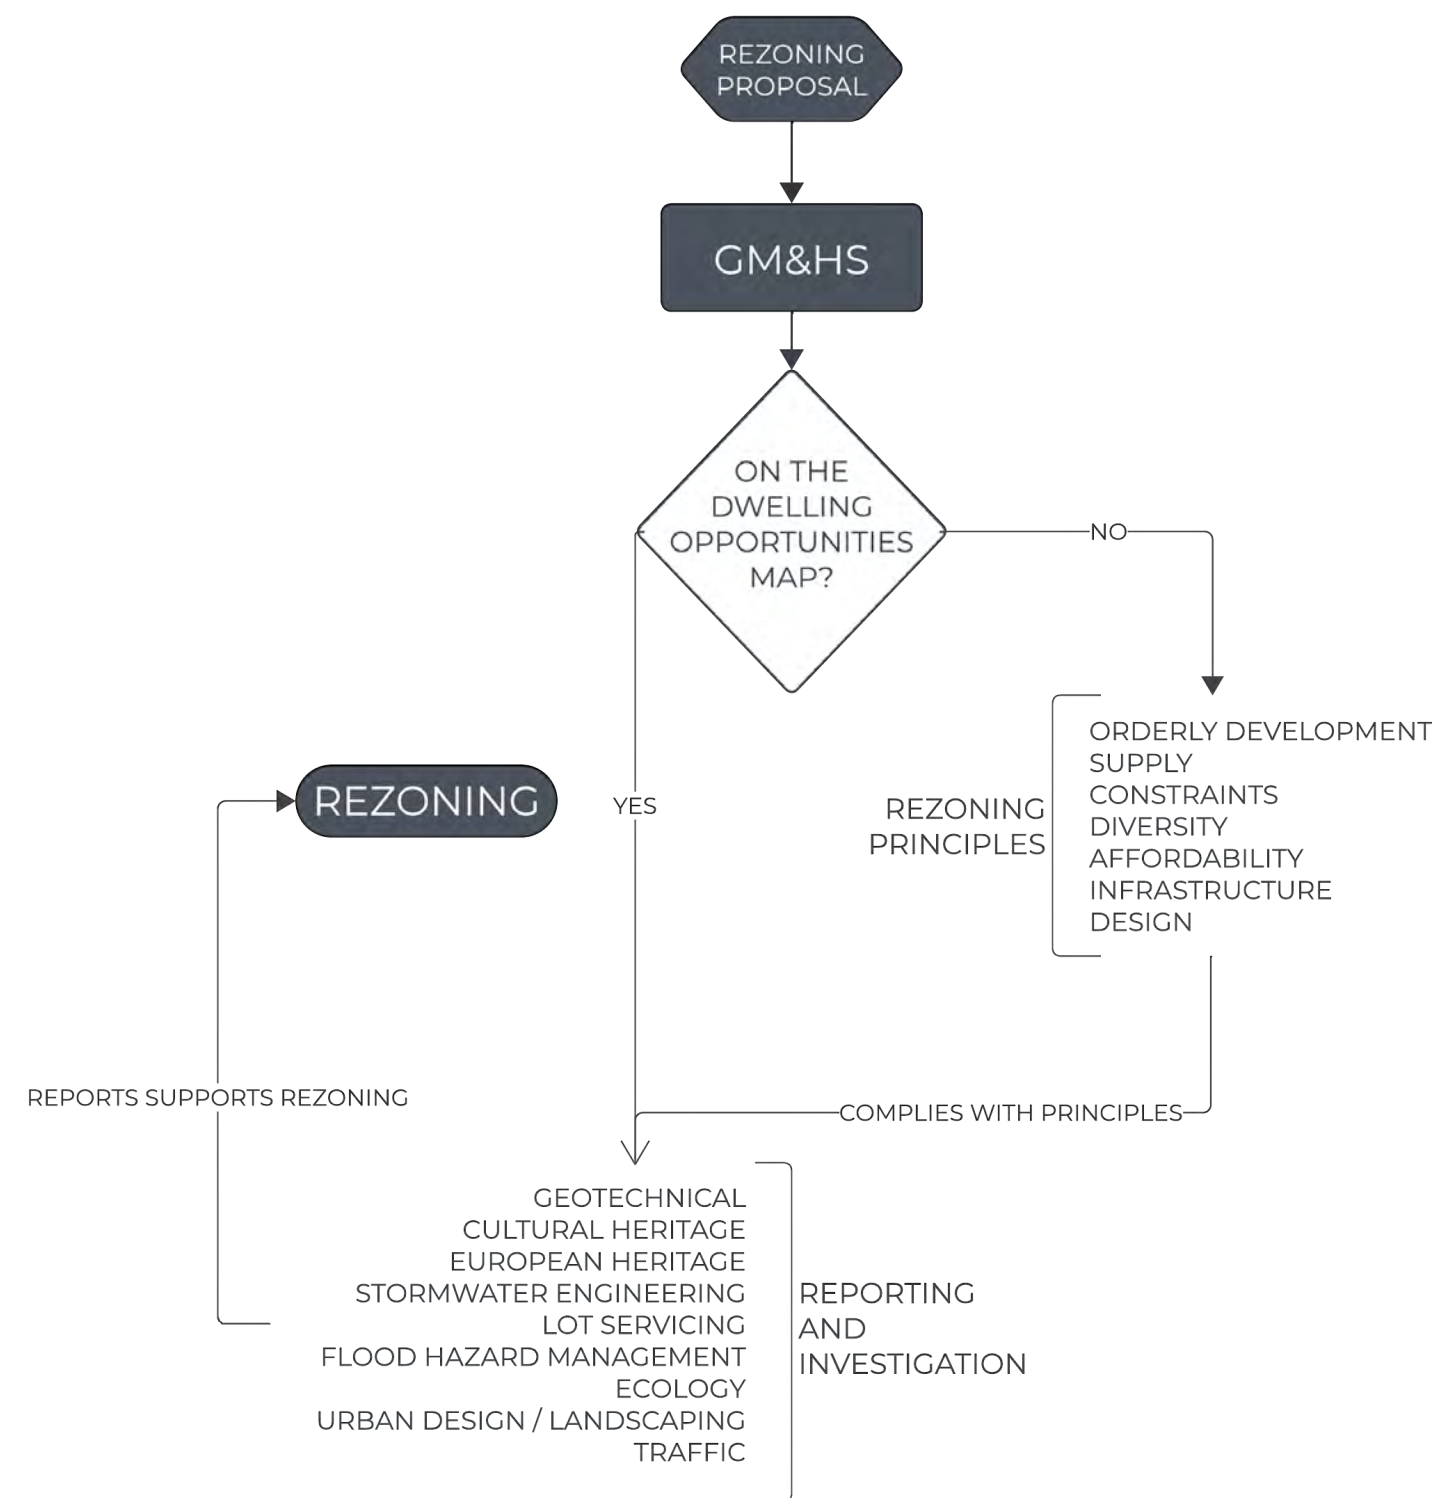 REZONING
PROPOSAL
GM&HS
ON THE
DWELLING
OPPORTUNITIES
MAP?
NO
YES
REZONING
REZONING
PRINCIPLES
ORDERLY DEVELOPMENT
SUPPLY
CONSTRAINTS
DIVERSITY
AFFORDABILITY
INFRASTRUCTURE
DESIGN
REPORTS SUPPORTS REZONING
COMPLIES WITH PRINCIPLES
GEOTECHNICAL
CULTURAL HERITAGE
EUROPEAN HERITAGE
STORMWATER ENGINEERING
LOT SERVICING
FLOOD HAZARD MANAGEMENT
ECOLOGY
URBAN DESIGN / LANDSCAPING
TRAFFIC
REPORTING
AND
INVESTIGATION